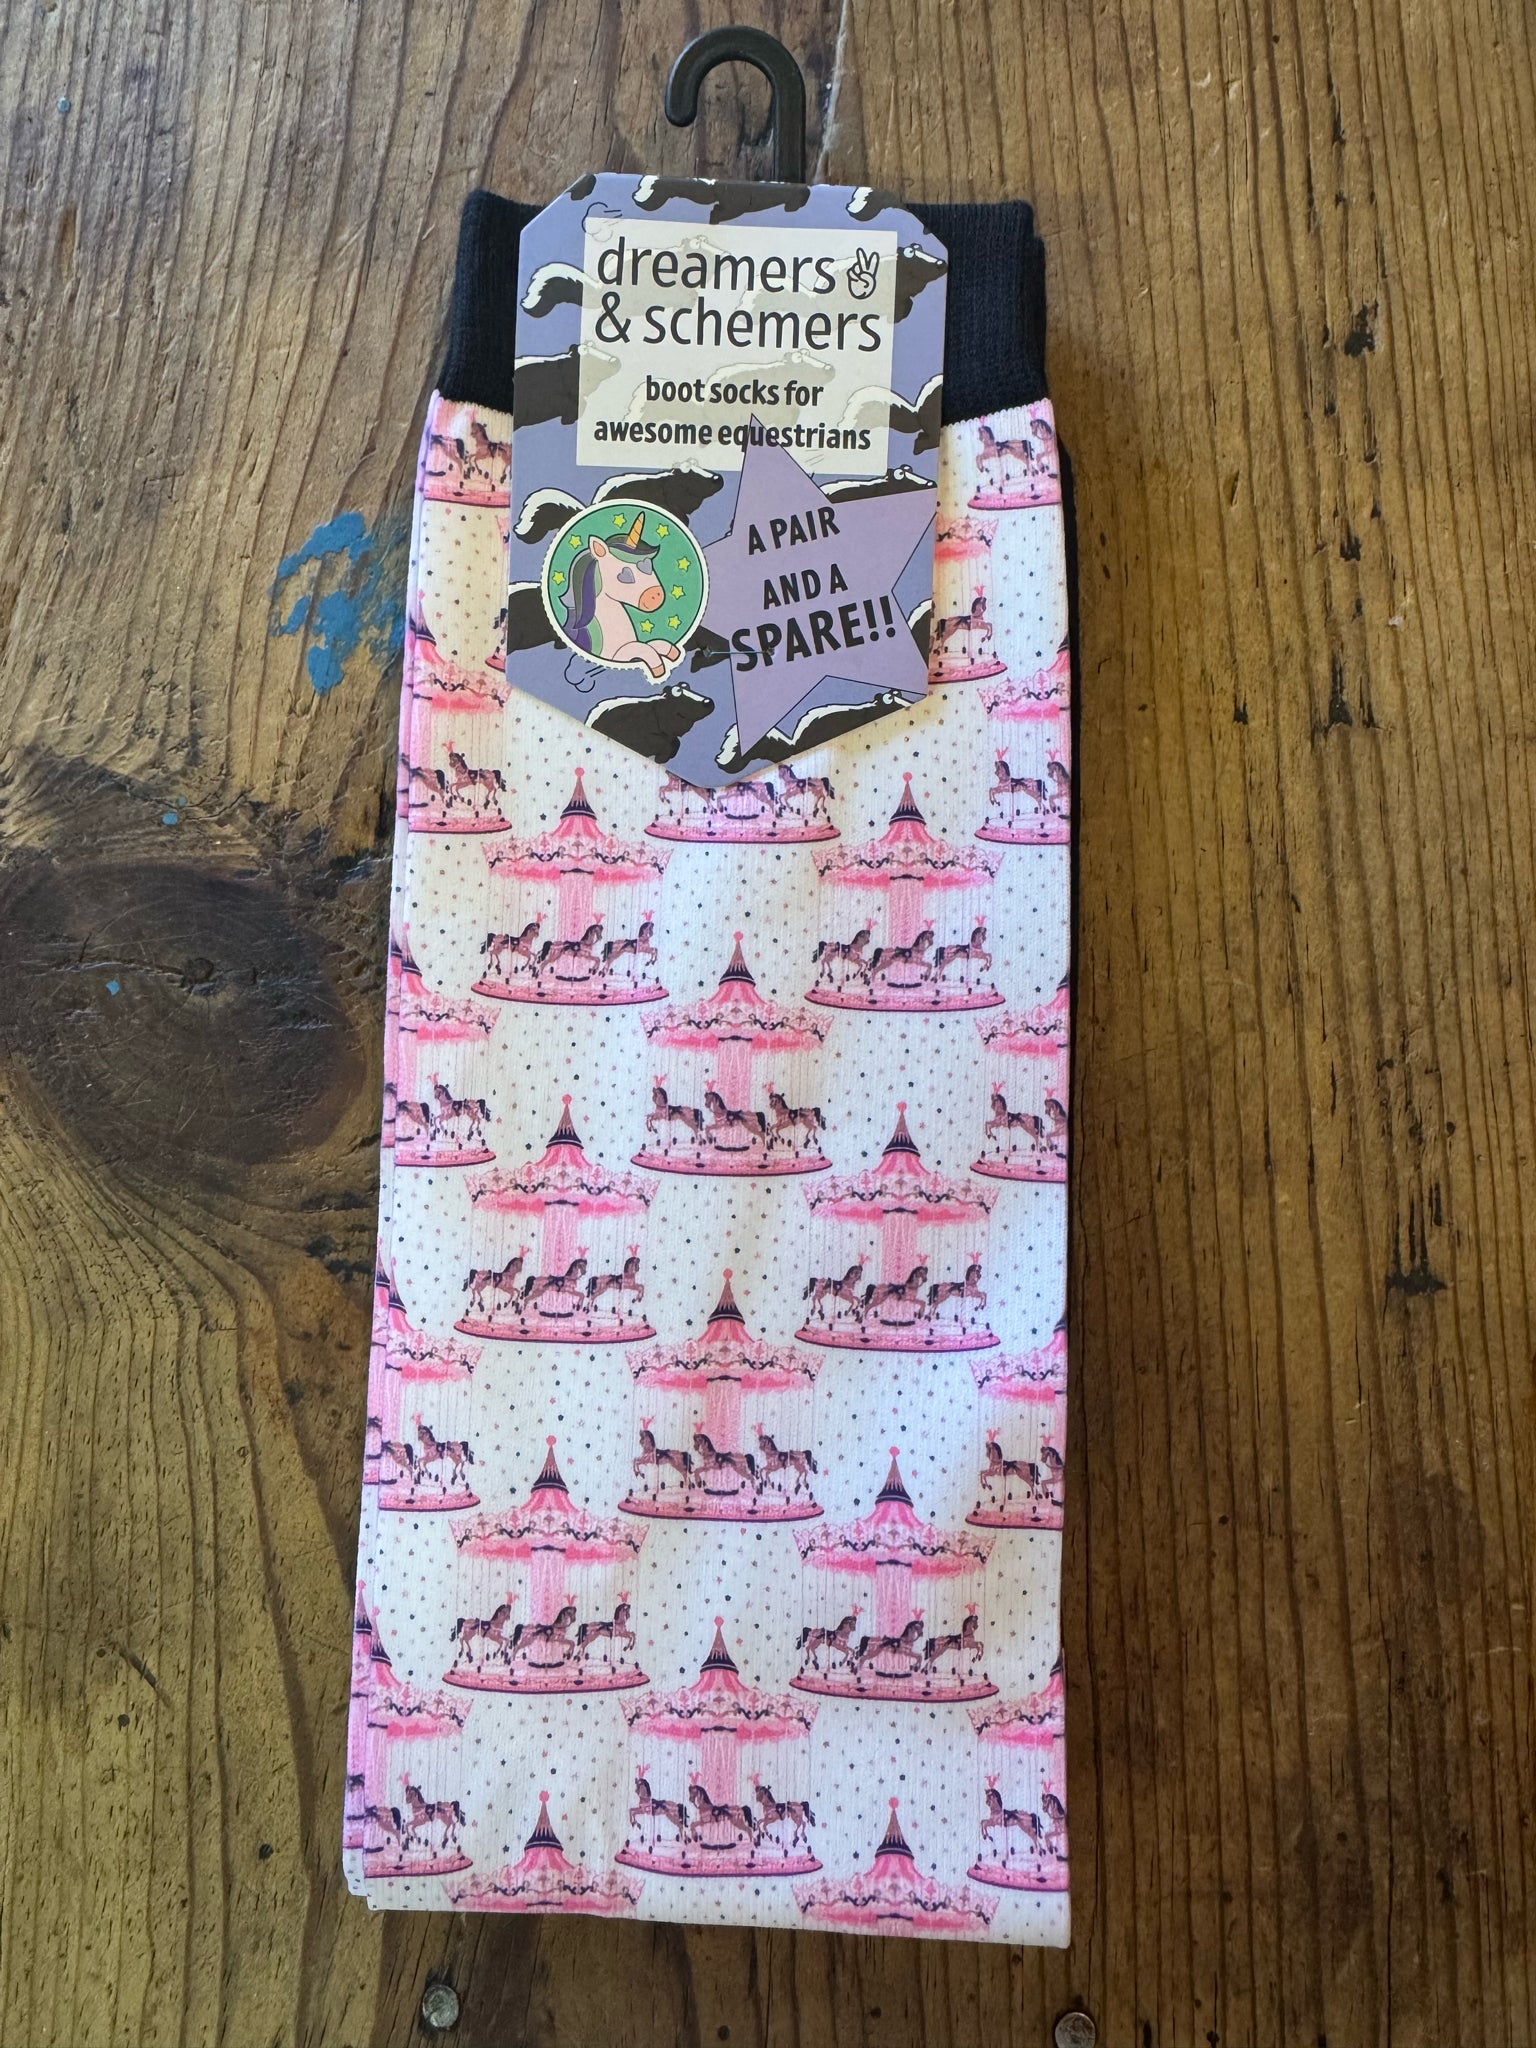 dreamers
& schemers
boot socks for
awesome equestrians
A PAIR
AND A
SPARE!!